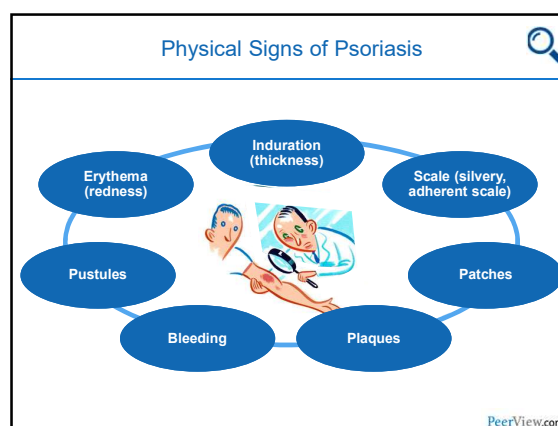 Physical Signs of Psoriasis
Induration
(thickness)
Erythema
(redness)
Scale (silvery,
adherent scale)
Pustules
Patches
Bleeding
Plaques
PeerView.com